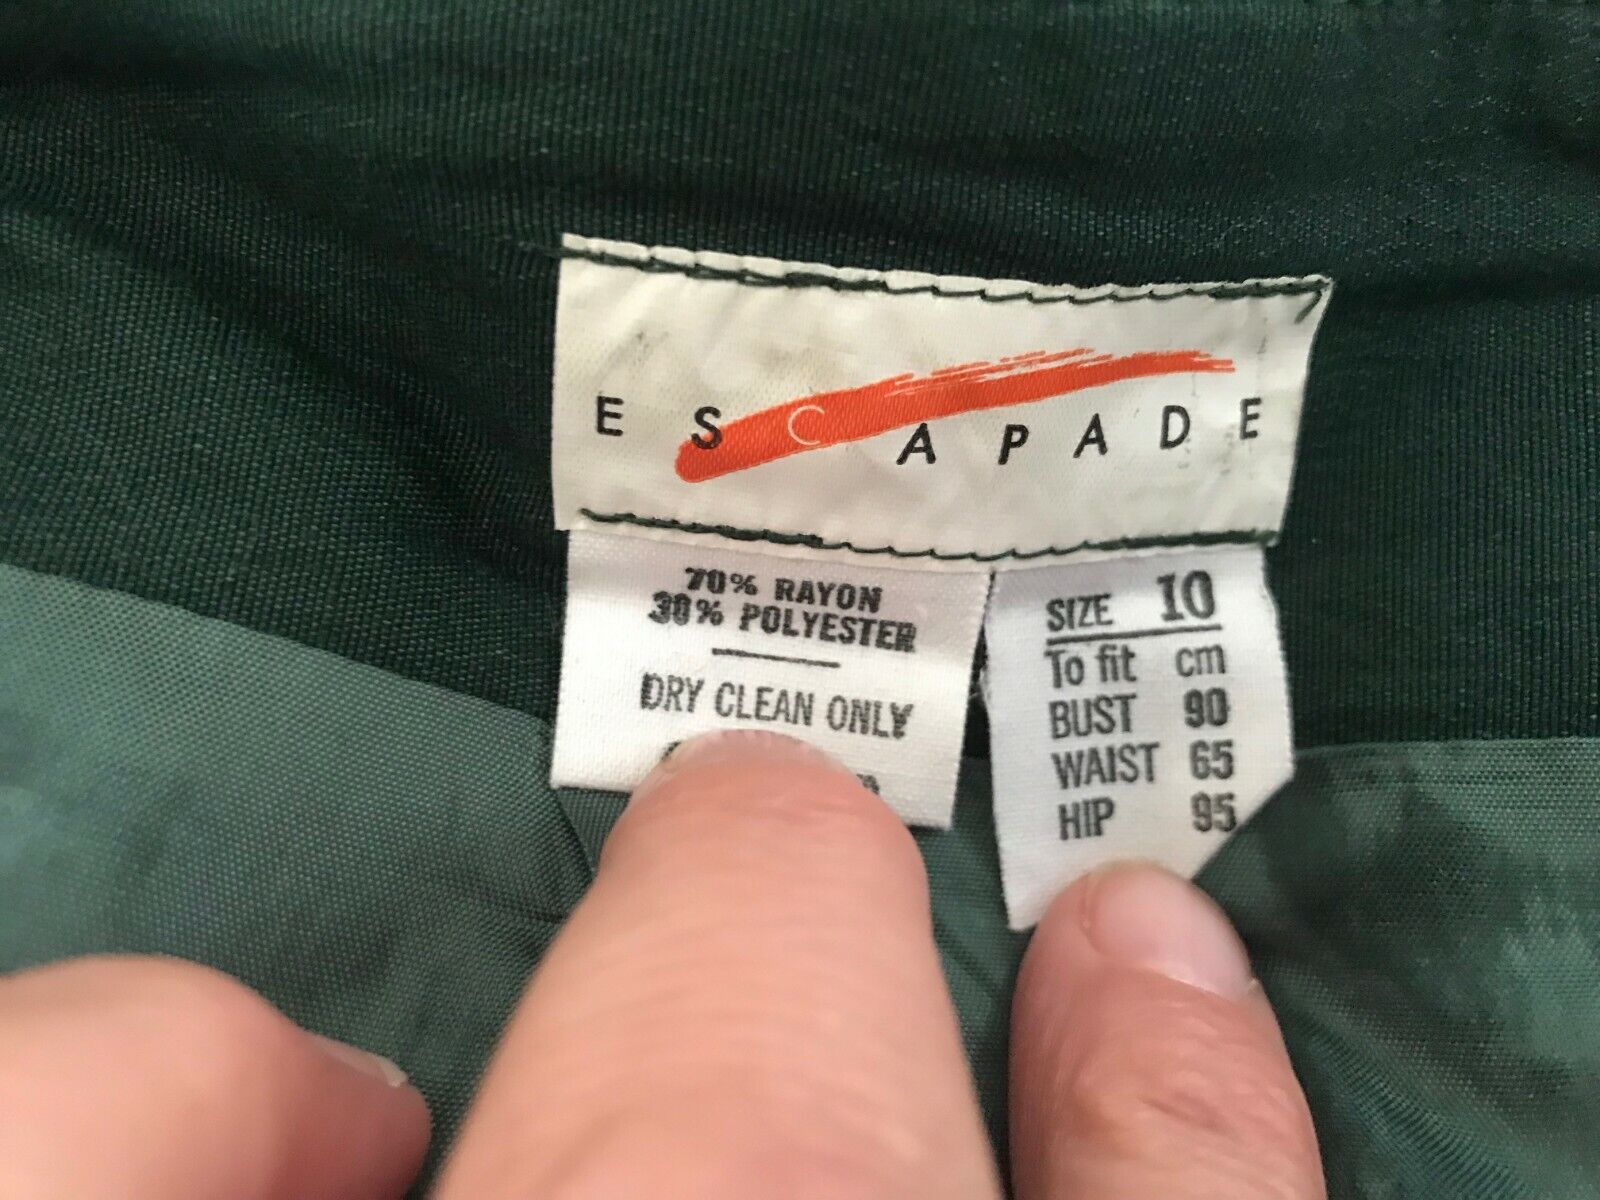 ESCAPADE
70% RAYON
30% POLYESTER
DRY CLEAN ONLY
SIZE 10
To fit cm
BUST 90
WAIST 65
HIP 95